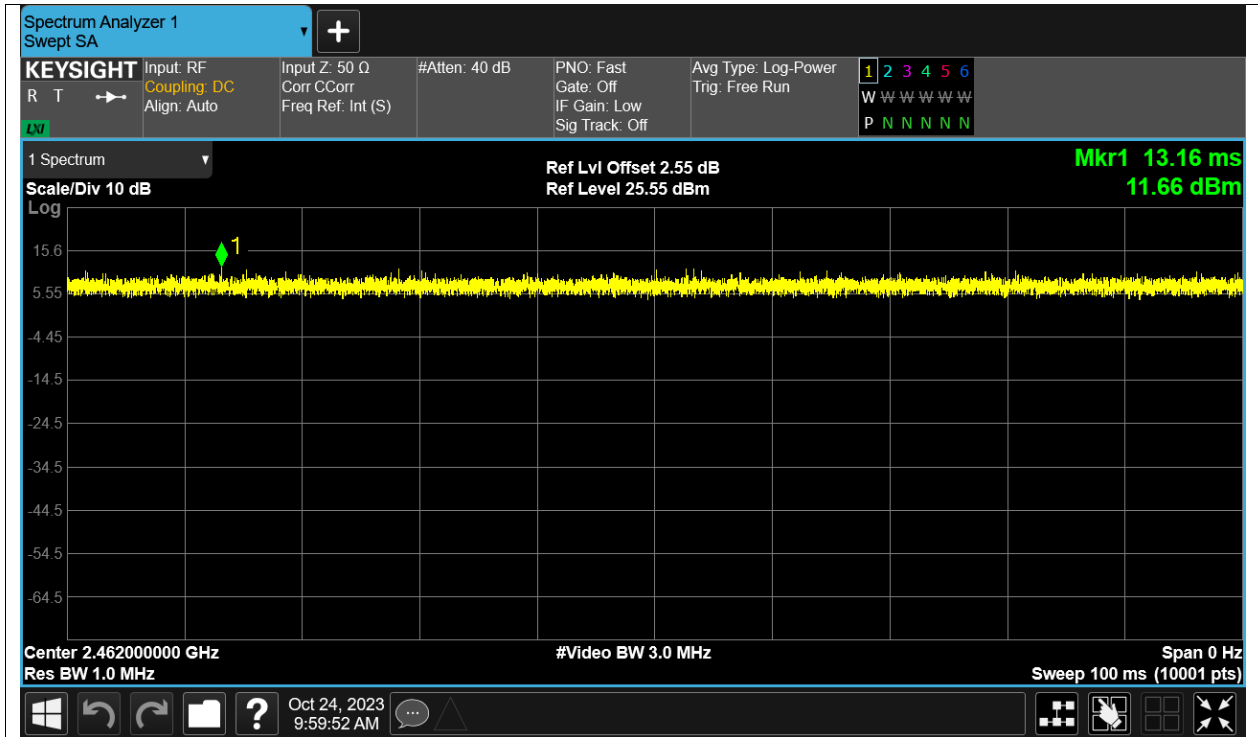 Spectrum Analyzer 1
Swept SA
KEYSIGHT
R T
LXI
Input: RF
Coupling: DC
Align: Auto
Input Z: 50 Ω
Corr CCorr
Freq Ref: Int (S)
#Atten: 40 dB
PNO: Fast
Gate: Off
IF Gain: Low
Sig Track: Off
Avg Type: Log-Power
Trig: Free Run
1 2 3 4 5 6
W W W W W W
P N N N N N
1 Spectrum
Scale/Div 10 dB
Log
Ref Lvl Offset 2.55 dB
Ref Level 25.55 dBm
Mkr1 13.16 ms
11.66 dBm
1
15.6
5.55
-4.45
-14.5
-24.5
-34.5
-44.5
-54.5
-64.5
Center 2.462000000 GHz
Res BW 1.0 MHz
#Video BW 3.0 MHz
Span 0 Hz
Sweep 100 ms (10001 pts)
?
Oct 24, 2023
9:59:52 AM